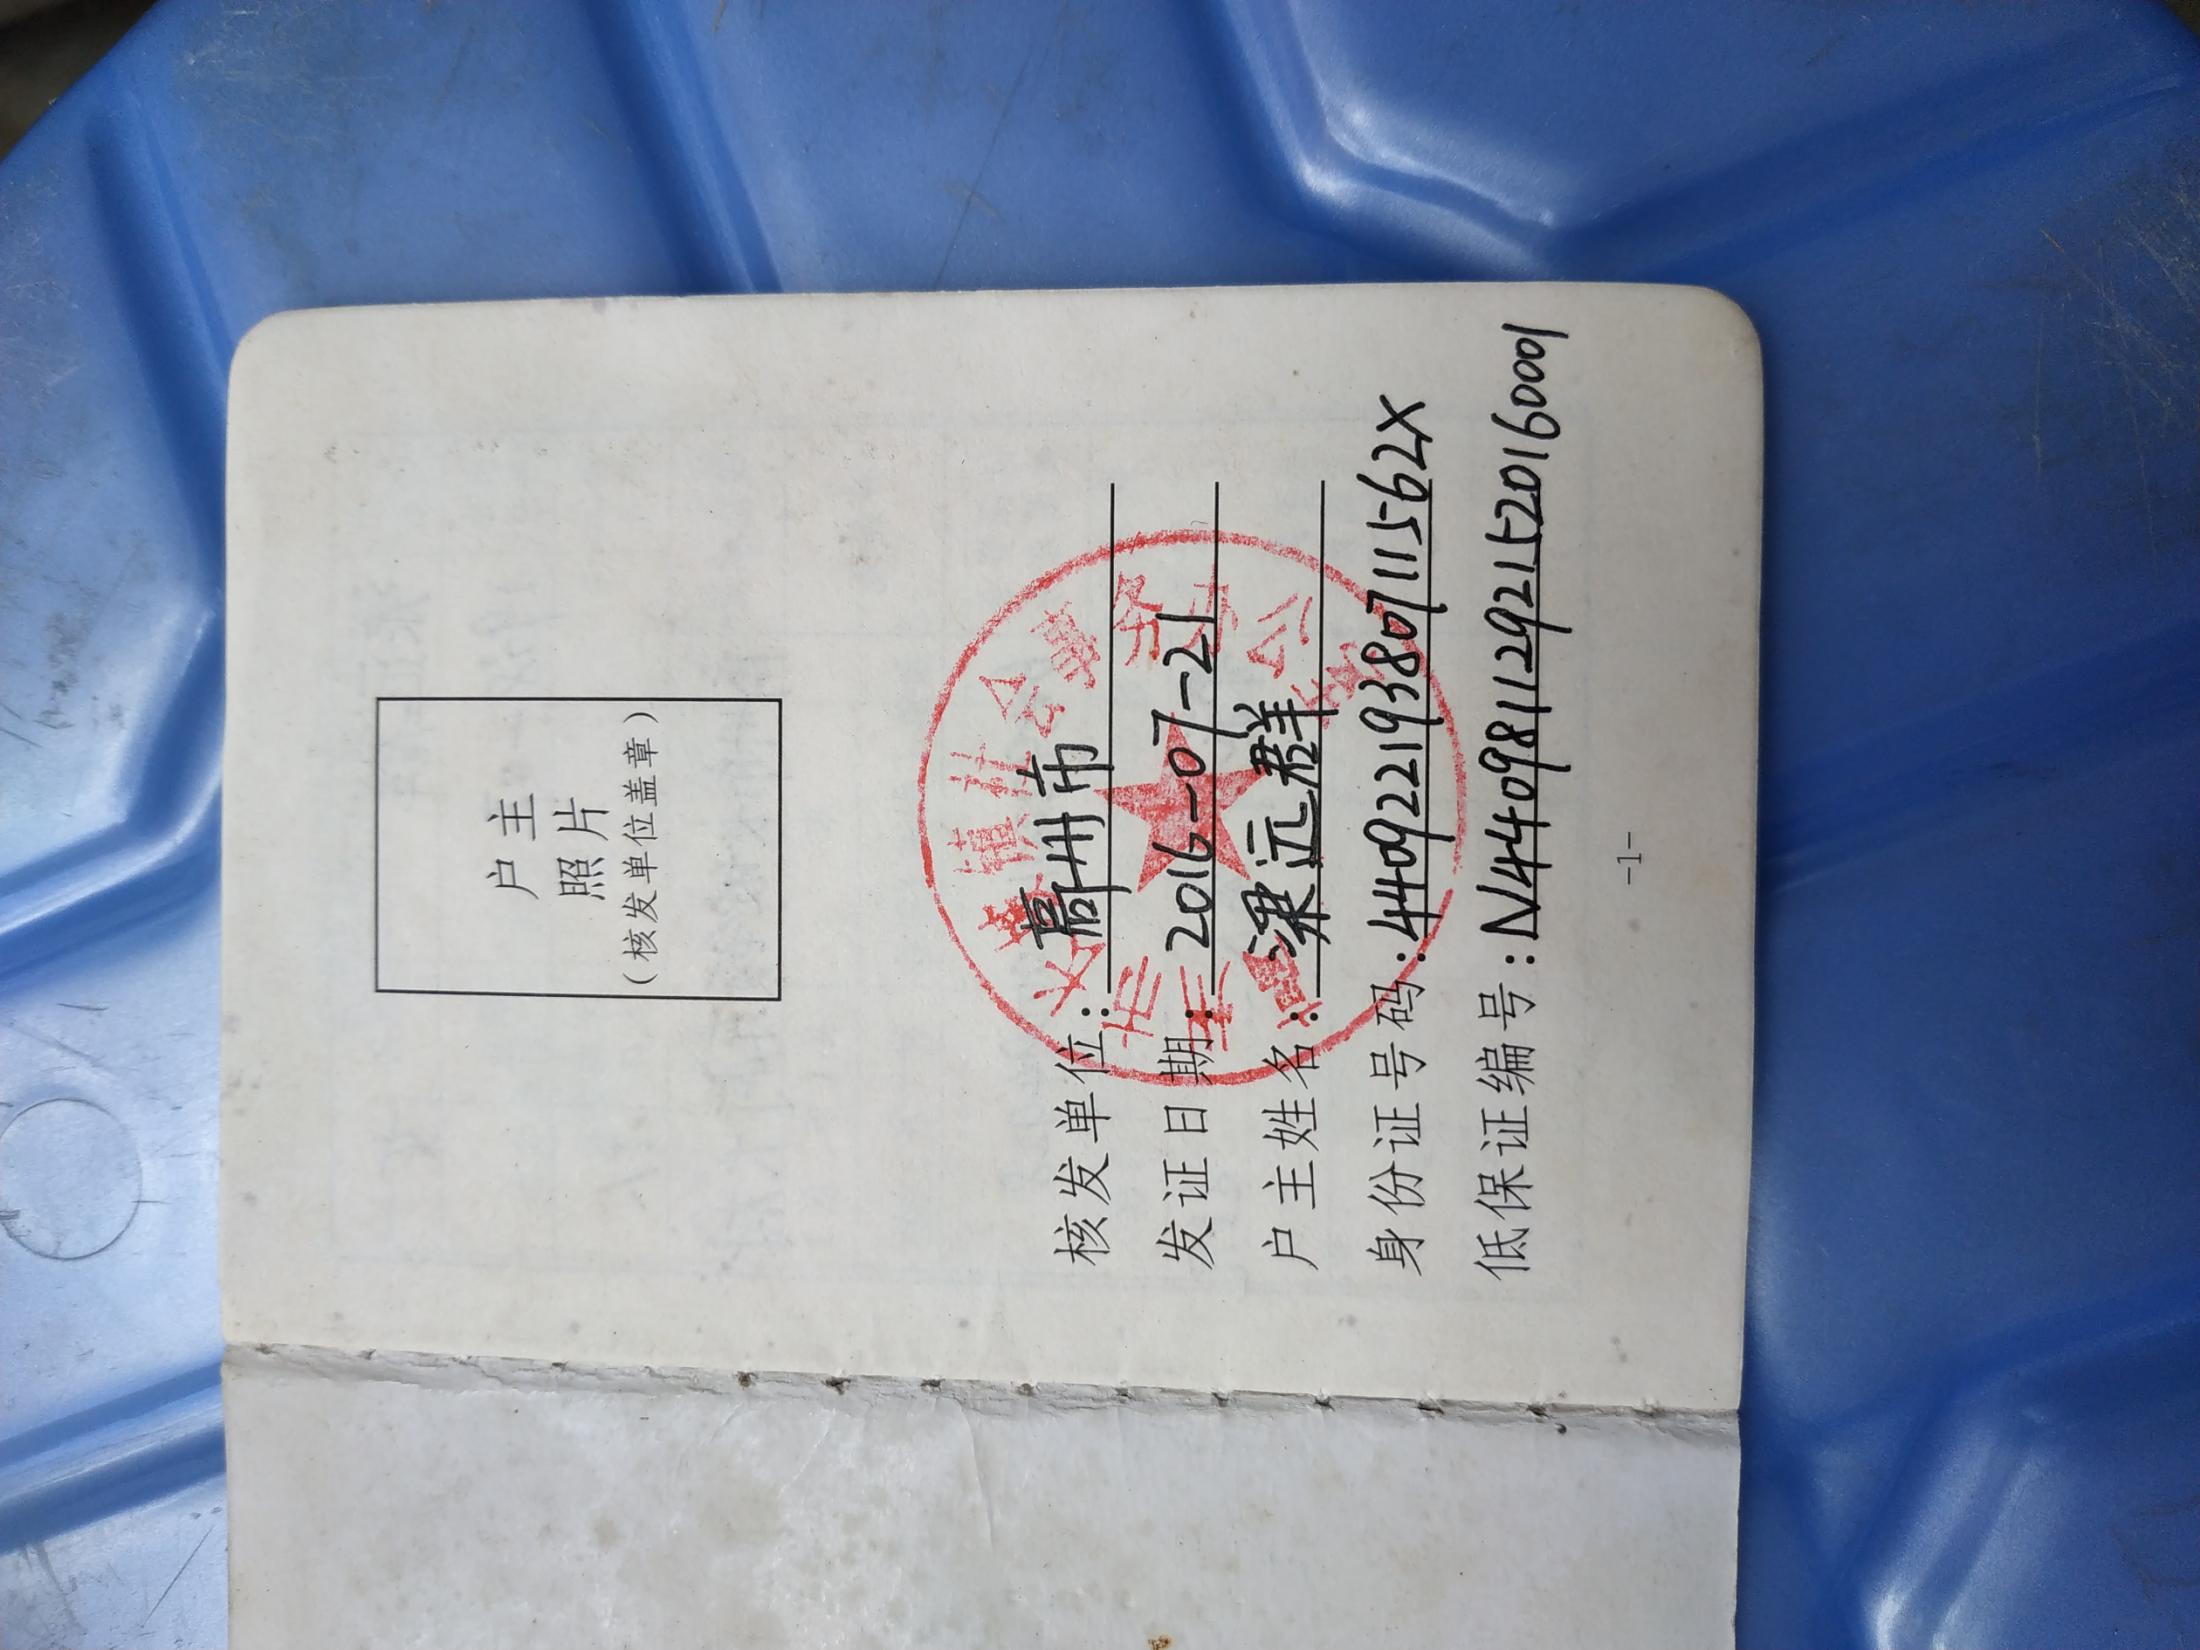 户主
照片
(核发单位盖章)
核发单位:高州市
发证日期:2016-07-21
户主姓名:梁远群
身份证号码:44092219380711562X
低保证编号:N44098112921520160001
-1-